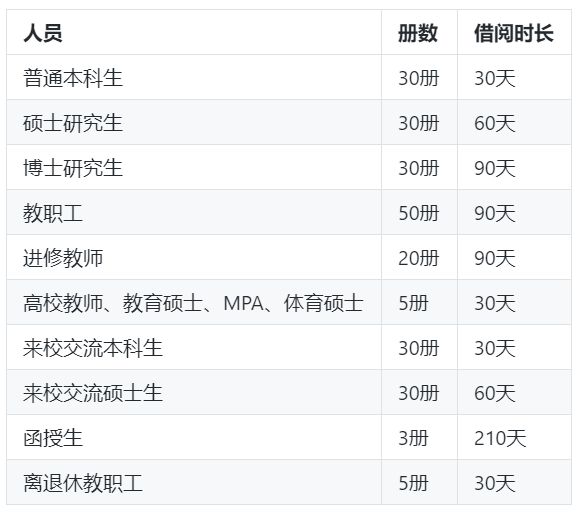 人员 册数 借阅时长
普通本科生 30册 30天
硕士研究生 30册 60天
博士研究生 30册 90天
教职工 50册 90天
进修教师 20册 90天
高校教师、教育硕士、MPA、体育硕士 5册 30天
来校交流本科生 30册 30天
来校交流硕士生 30册 60天
函授生 3册 210天
离退休教职工 5册 30天